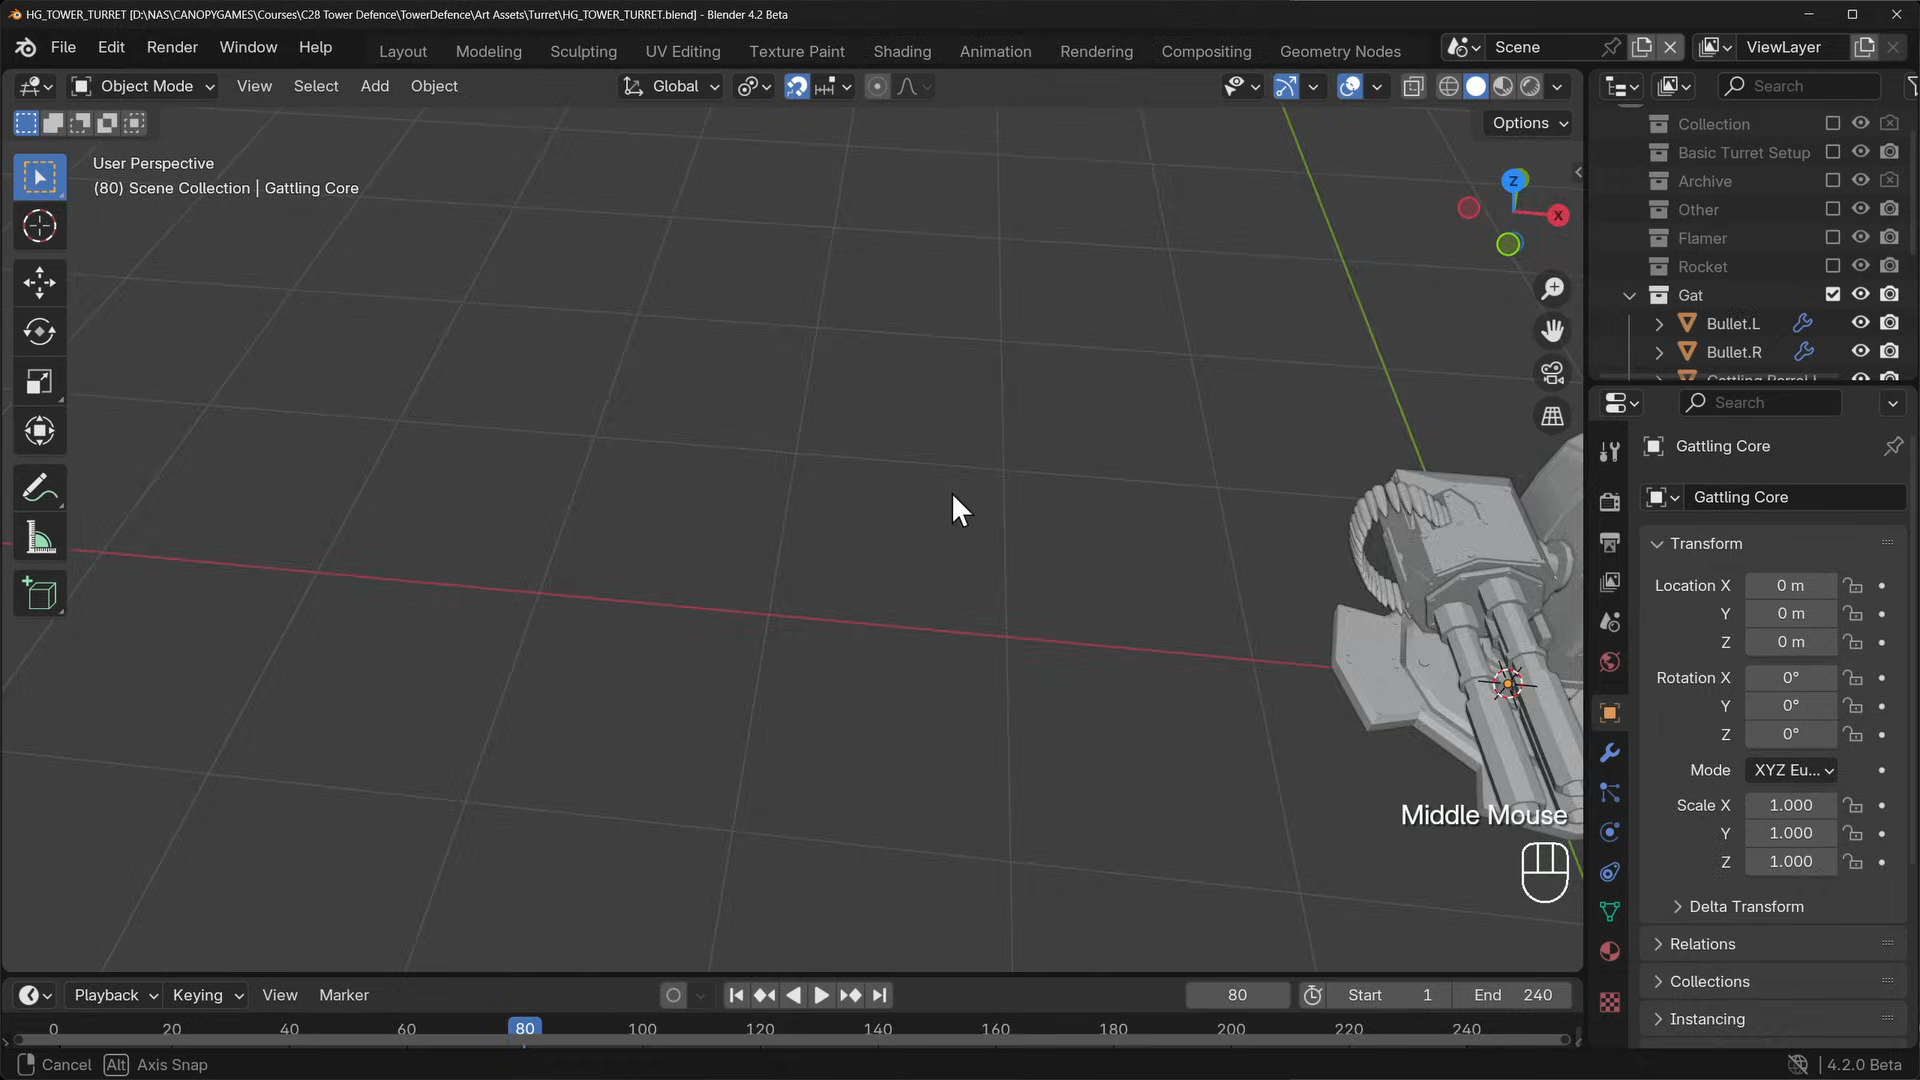 HG_TOWER_TURRET [D:\NAS\CANOPYGAMES\Courses\C28 Tower Defence\TowerDefence\Art Assets\Turret\HG_TOWER_TURRET.blend] - Blender 4.2 Beta
File Edit Render Window Help
Layout Modeling Sculpting UV Editing Texture Paint Shading Animation Rendering Compositing Geometry Nodes
Scene
ViewLayer
Object Mode View Select Add Object
Global
Search
Options
User Perspective
(80) Scene Collection | Gattling Core
Z
X
Collection
Basic Turret Setup
Archive
Other
Flamer
Rocket
Gat
Bullet.L
Bullet.R
Search
Gattling Core
Gattling Core
Transform
Location X 0 m
Y 0 m
Z 0 m
Rotation X 0°
Y 0°
Z 0°
Mode XYZ Eu...
Scale X 1.000
Y 1.000
Z 1.000
Delta Transform
Relations
Collections
Instancing
Middle Mouse
Playback Keying View Marker
80
Start 1
End 240
0 20 40 60 80 100 120 140 160 180 200 220 240
Cancel Alt Axis Snap
4.2.0 Beta